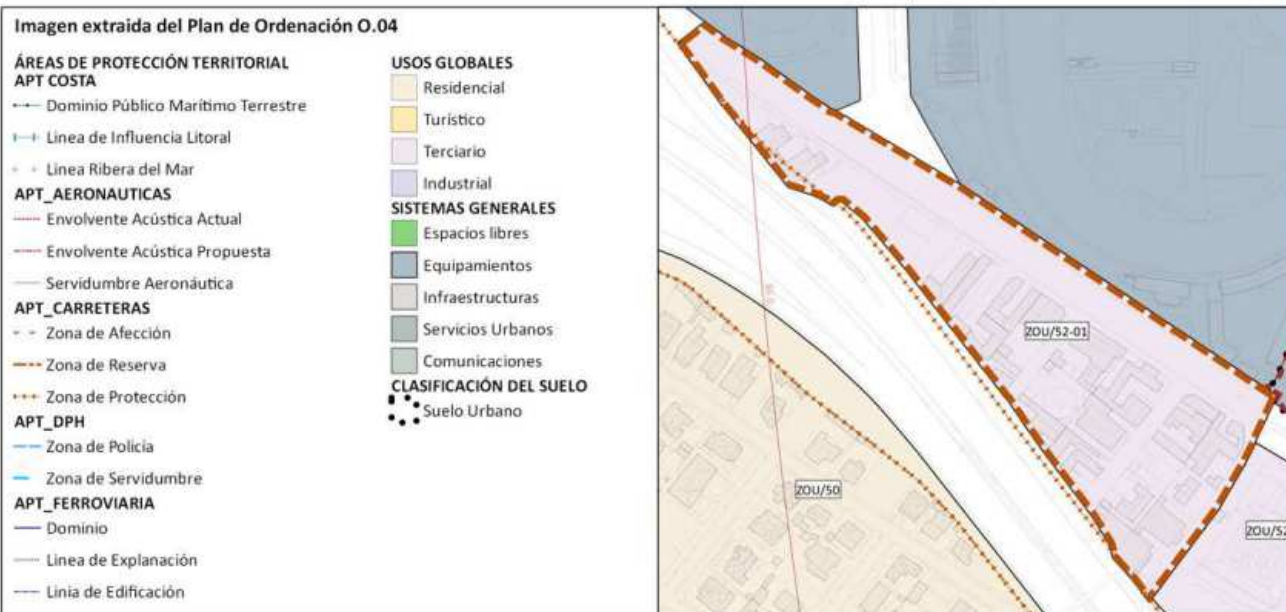 Imagen extraida del Plan de Ordenación O.04
ÁREAS DE PROTECCIÓN TERRITORIAL
APT COSTA
Dominio Público Marítimo Terrestre
Linea de Influencia Litoral
Linea Ribera del Mar
APT_AERONAUTICAS
Envolvente Acústica Actual
Envolvente Acústica Propuesta
Servidumbre Aeronáutica
APT_CARRETERAS
Zona de Afección
Zona de Reserva
Zona de Protección
APT_DPH
Zona de Policia
Zona de Servidumbre
APT_FERROVIARIA
Dominio
Linea de Explanación
Linia de Edificación
USOS GLOBALES
Residencial
Turístico
Terciario
Industrial
SISTEMAS GENERALES
Espacios libres
Equipamientos
Infraestructuras
Servicios Urbanos
Comunicaciones
CLASIFICACIÓN DEL SUELO
Suelo Urbano
ZOU/52-01
ZOU/50
ZOU/52